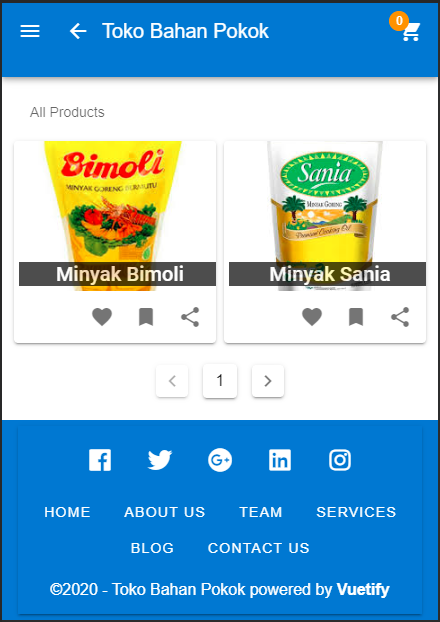 Toko Bahan Pokok
0
All Products
Bimoli
MINYAK GORENG BERMUTU
Minyak Bimoli
Sania
MINYAK GORENG
Premium Cooking Oil
Minyak Sania
1
HOME
ABOUT US
TEAM
SERVICES
BLOG
CONTACT US
©2020 - Toko Bahan Pokok powered by Vuetify